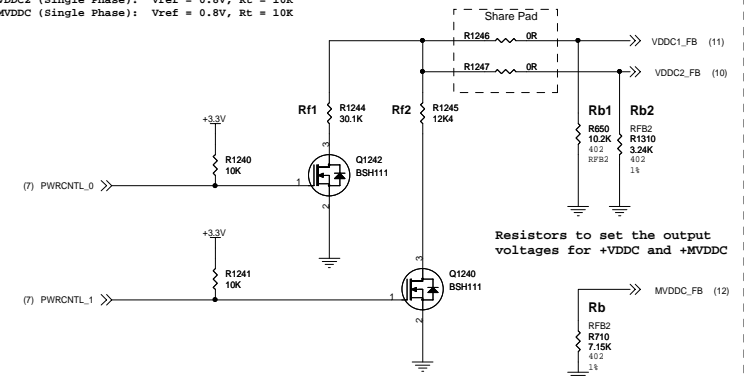 VDDC2 (Single Phase): Vref = 0.8V, Rt = 10K
MVDDC (Single Phase): Vref = 0.8V, Rt = 10K
Share Pad
R1246 0R
VDDC1_FB (11)
R1247 0R
VDDC2_FB (10)
Rf1
R1244
30.1K
Rf2
R1245
12K4
Rb1
R650
10.2K
402
RFB2
Rb2
RFB2
R1310
3.24K
402
1%
+3.3V
R1240
10K
3
Q1242
BSH111
1
2
(7) PWRCNTL_0
Resistors to set the output
voltages for +VDDC and +MVDDC
+3.3V
R1241
10K
3
Q1240
BSH111
1
2
(7) PWRCNTL_1
MVDDC_FB (12)
Rb
RFB2
R710
7.15K
402
1%